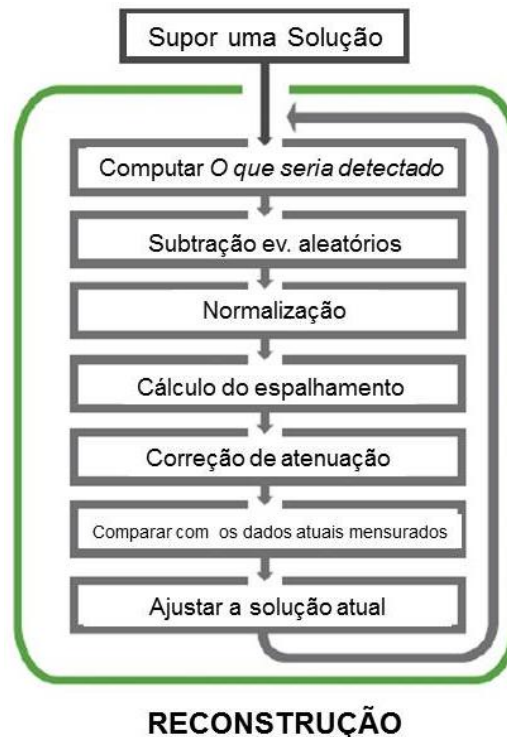 Supor uma Solução
Computar O que seria detectado
Subtração ev. aleatórios
Normalização
Cálculo do espalhamento
Correção de atenuação
Comparar com os dados atuais mensurados
Ajustar a solução atual
RECONSTRUÇÃO